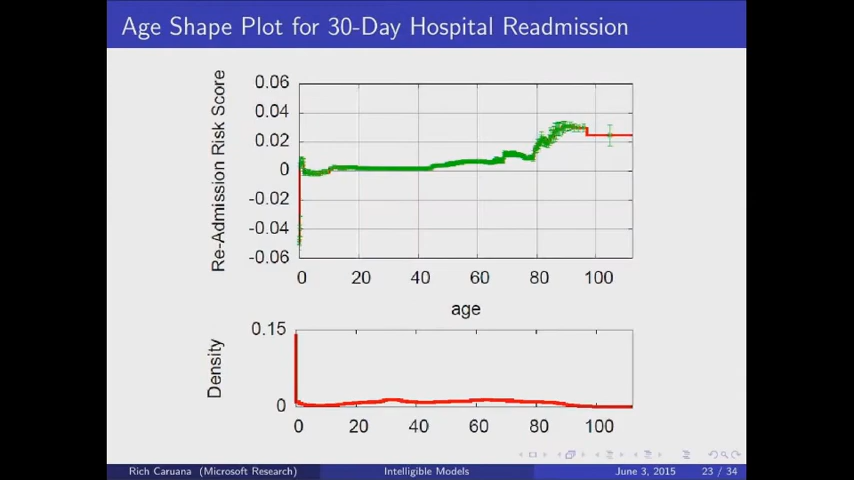 Age Shape Plot for 30-Day Hospital Readmission
Re-Admission Risk Score
0.06
0.04
0.02
0
-0.02
-0.04
-0.06
0 20 40 60 80 100
age
Density
0.15
0
0 20 40 60 80 100
Rich Caruana (Microsoft Research) Intelligible Models June 3, 2015 23 / 34